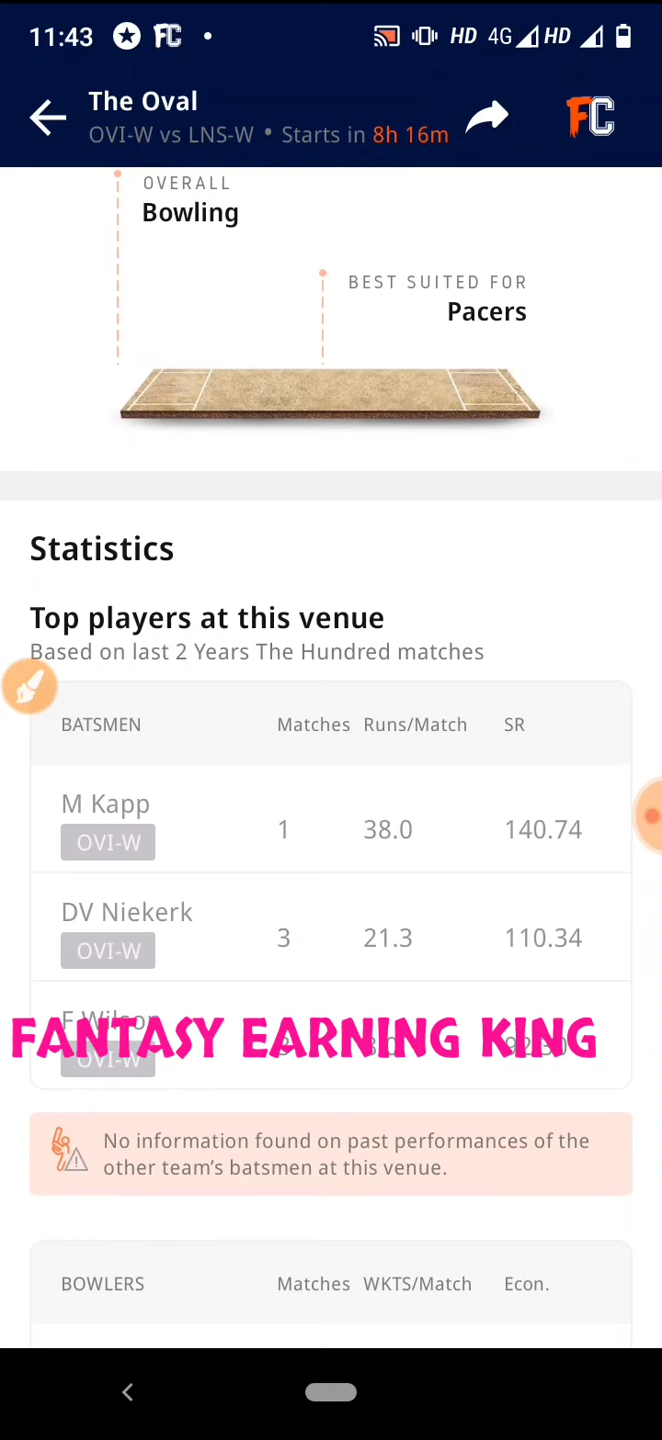 11:43 FC HD 4G HD
The Oval
OVI-W vs LNS-W • Starts in 8h 16m
FC
OVERALL
Bowling
BEST SUITED FOR
Pacers
Statistics
Top players at this venue
Based on last 2 Years The Hundred matches
BATSMEN Matches Runs/Match SR
M Kapp
OVI-W 1 38.0 140.74
DV Niekerk
OVI-W 3 21.3 110.34
F Wilson
FANTASY EARNING KING
OVI-W
No information found on past performances of the
other team's batsmen at this venue.
BOWLERS Matches WKTS/Match Econ.